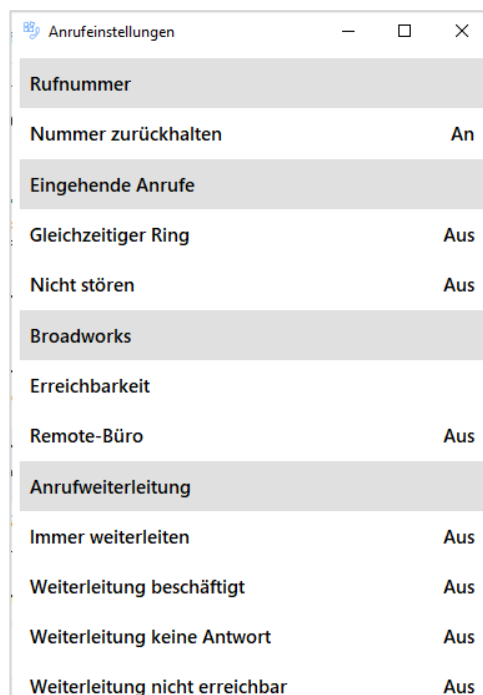 Anrufeinstellungen
Rufnummer
Nummer zurückhalten An
Eingehende Anrufe
Gleichzeitiger Ring Aus
Nicht stören Aus
Broadworks
Erreichbarkeit
Remote-Büro Aus
Anrufweiterleitung
Immer weiterleiten Aus
Weiterleitung beschäftigt Aus
Weiterleitung keine Antwort Aus
Weiterleitung nicht erreichbar Aus